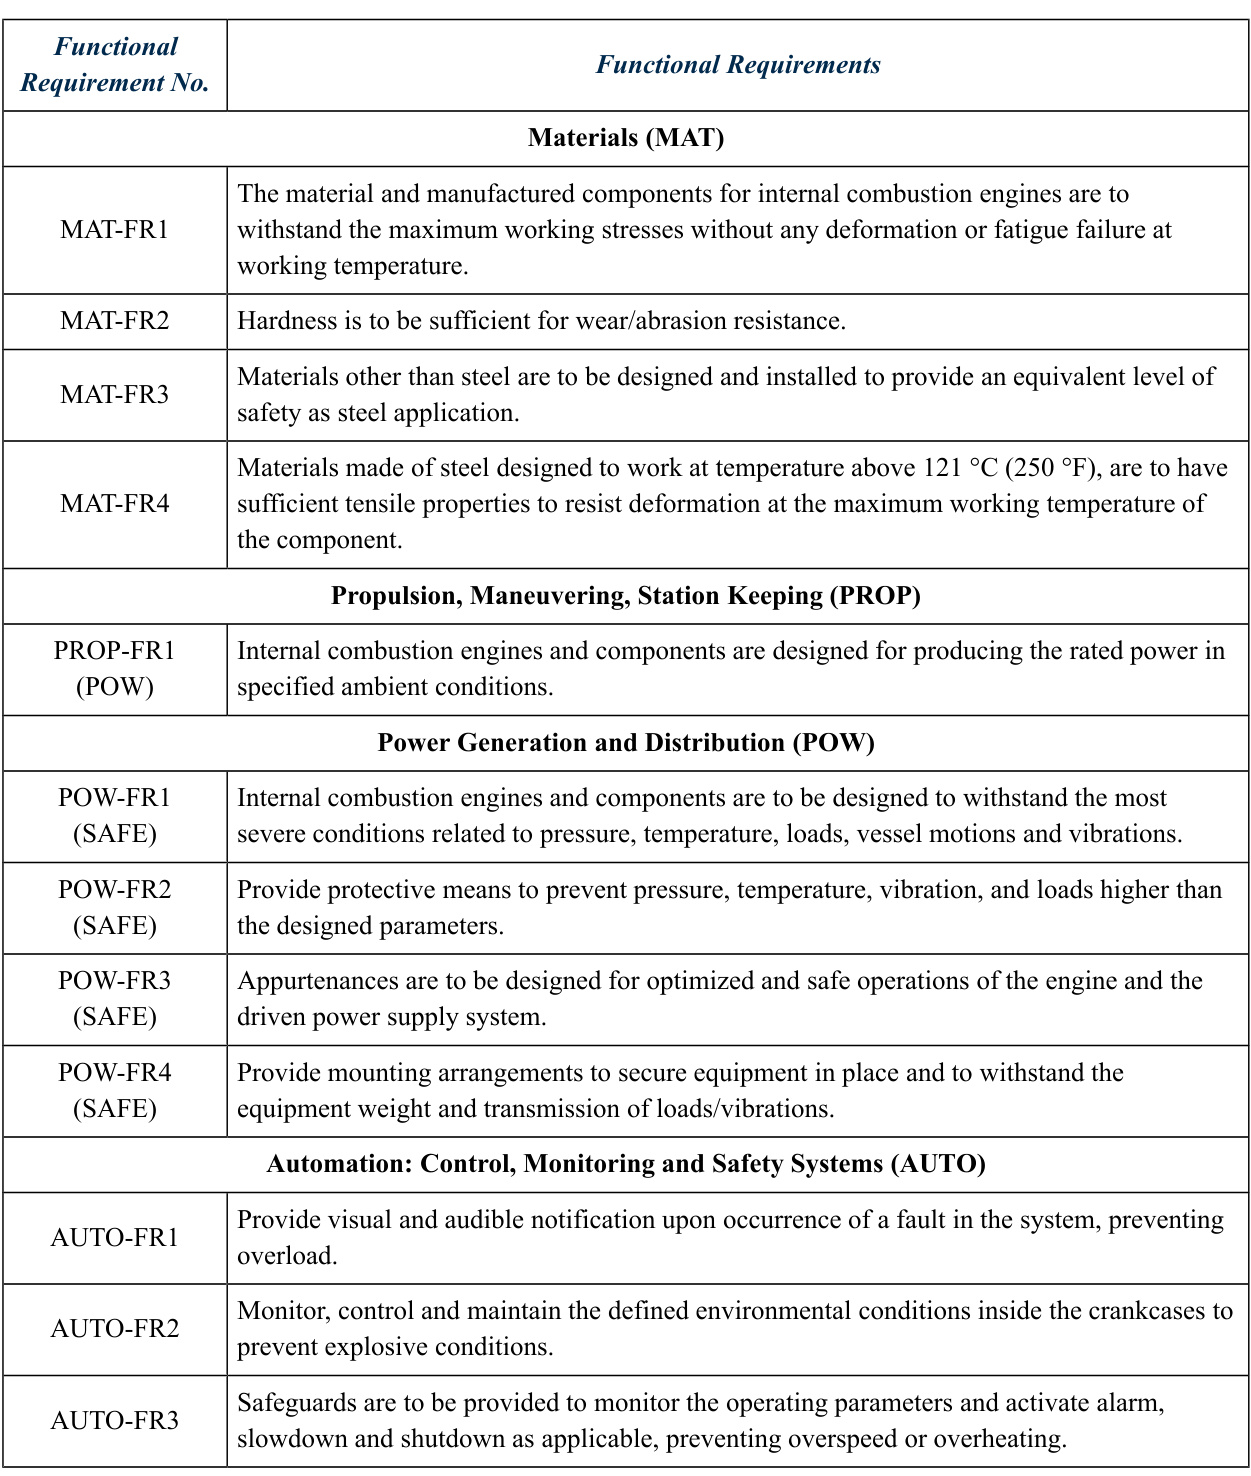 Functional
Requirement No.
Functional Requirements
Materials (MAT)
MAT-FR1
The material and manufactured components for internal combustion engines are to
withstand the maximum working stresses without any deformation or fatigue failure at
working temperature.
MAT-FR2
Hardness is to be sufficient for wear/abrasion resistance.
MAT-FR3
Materials other than steel are to be designed and installed to provide an equivalent level of
safety as steel application.
MAT-FR4
Materials made of steel designed to work at temperature above 121 °C (250 °F), are to have
sufficient tensile properties to resist deformation at the maximum working temperature of
the component.
Propulsion, Maneuvering, Station Keeping (PROP)
PROP-FR1
(POW)
Internal combustion engines and components are designed for producing the rated power in
specified ambient conditions.
Power Generation and Distribution (POW)
POW-FR1
(SAFE)
Internal combustion engines and components are to be designed to withstand the most
severe conditions related to pressure, temperature, loads, vessel motions and vibrations.
POW-FR2
(SAFE)
Provide protective means to prevent pressure, temperature, vibration, and loads higher than
the designed parameters.
POW-FR3
(SAFE)
Appurtenances are to be designed for optimized and safe operations of the engine and the
driven power supply system.
POW-FR4
(SAFE)
Provide mounting arrangements to secure equipment in place and to withstand the
equipment weight and transmission of loads/vibrations.
Automation: Control, Monitoring and Safety Systems (AUTO)
AUTO-FR1
Provide visual and audible notification upon occurrence of a fault in the system, preventing
overload.
AUTO-FR2
Monitor, control and maintain the defined environmental conditions inside the crankcases to
prevent explosive conditions.
AUTO-FR3
Safeguards are to be provided to monitor the operating parameters and activate alarm,
slowdown and shutdown as applicable, preventing overspeed or overheating.